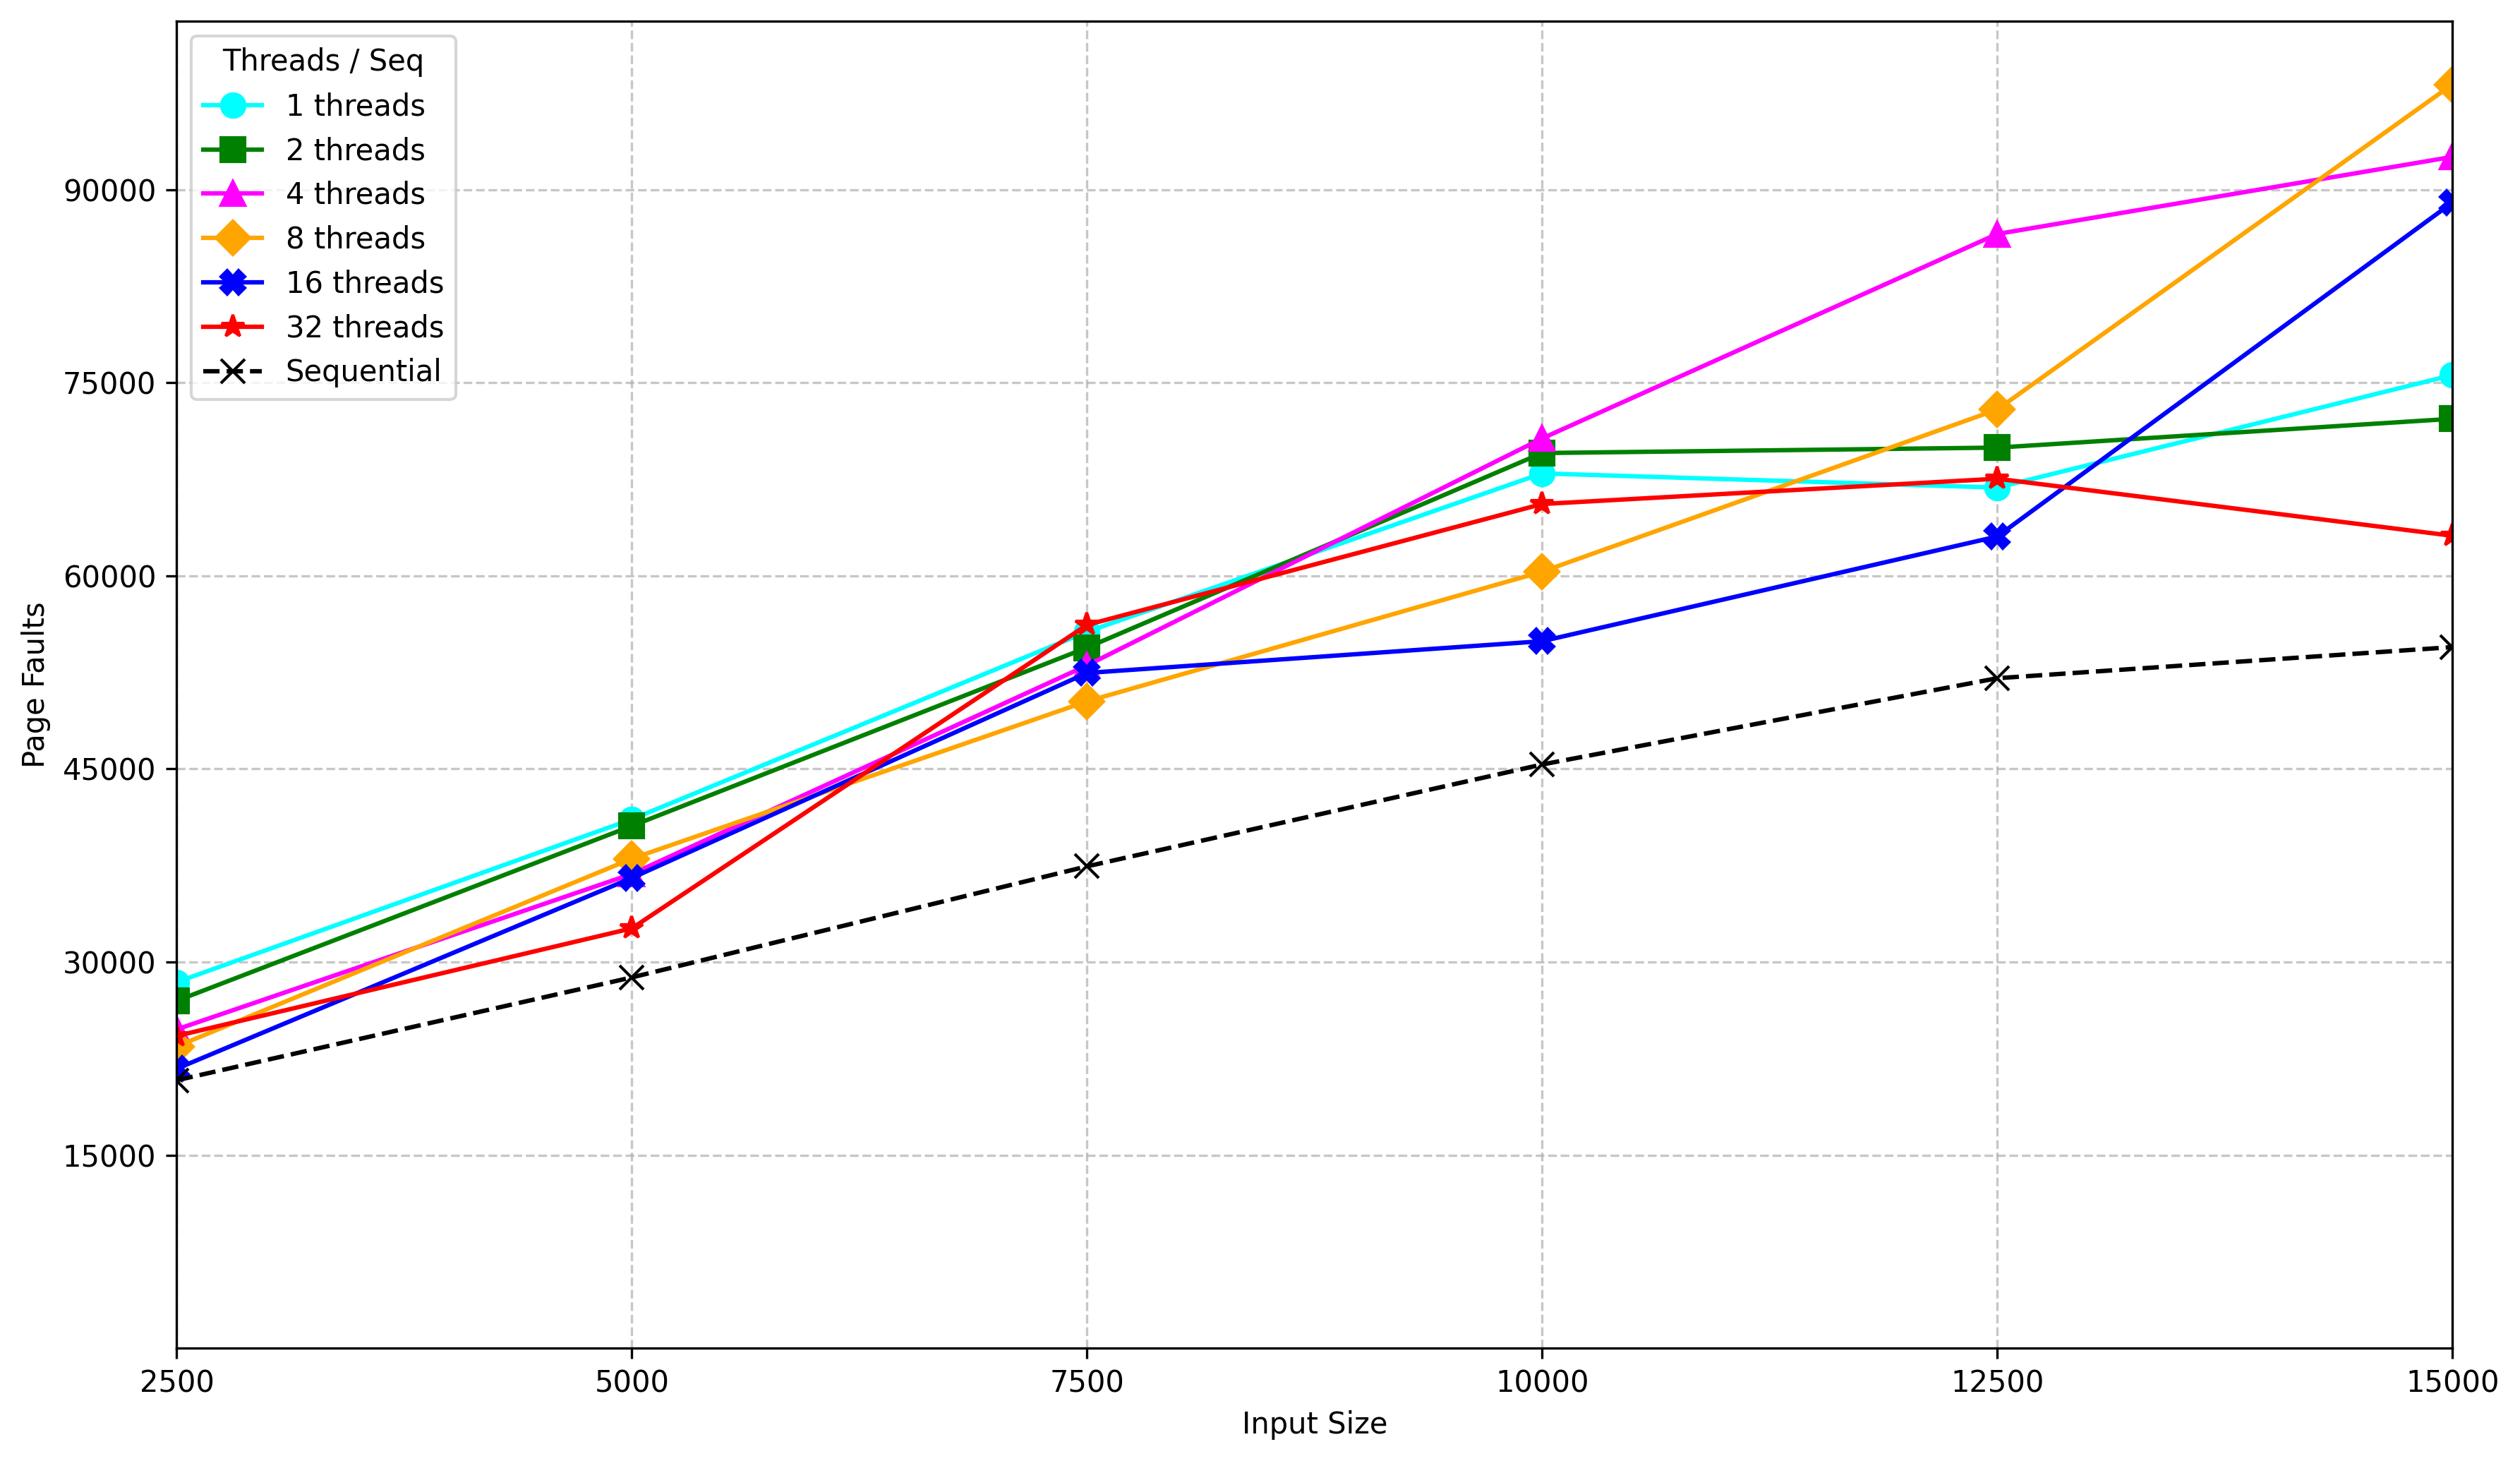 Threads / Seq
1 threads
2 threads
4 threads
8 threads
16 threads
32 threads
Sequential
90000
75000
60000
45000
30000
15000
Page Faults
2500 5000 7500 10000 12500 15000
Input Size